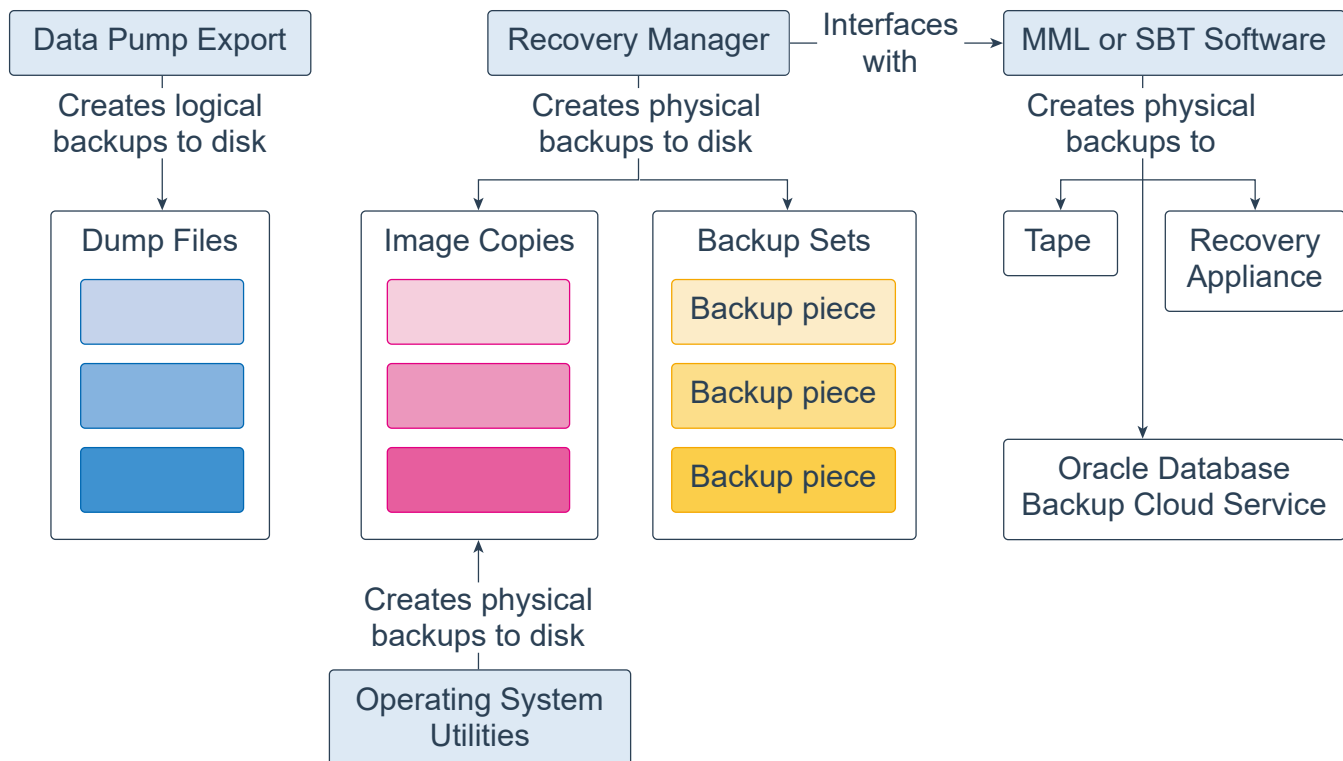 Data Pump Export
Recovery Manager
Interfaces
with
MML or SBT Software
Creates logical
backups to disk
Creates physical
backups to disk
Creates physical
backups to
Dump Files
Image Copies
Backup Sets
Backup piece
Backup piece
Backup piece
Tape
Recovery
Appliance
Oracle Database
Backup Cloud Service
Creates physical
backups to disk
Operating System
Utilities